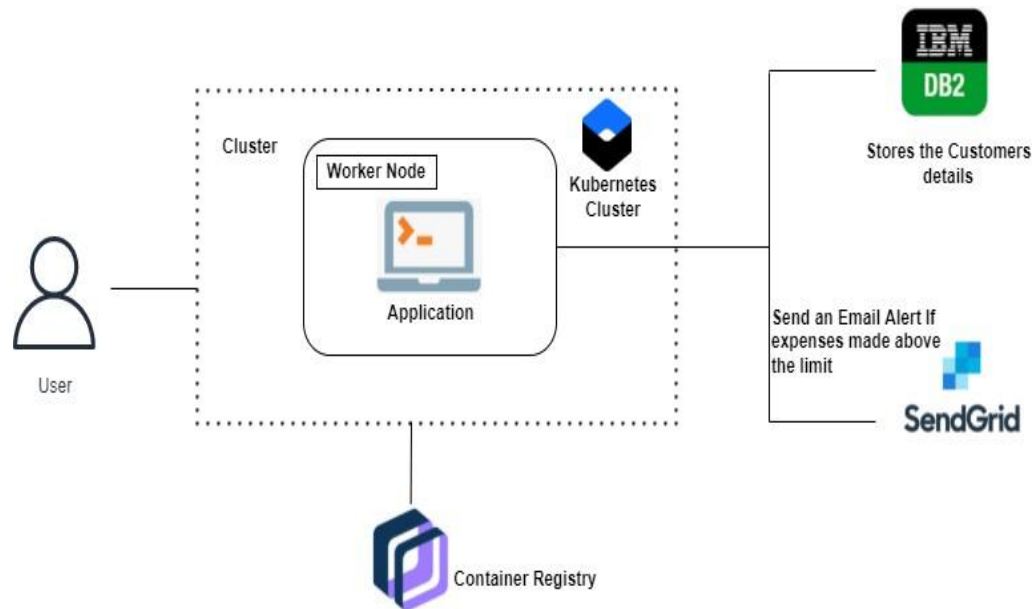 IBM
DB2
Stores the Customers
details
Cluster
Worker Node
Kubernetes
Cluster
Application
User
Send an Email Alert If
expenses made above
the limit
SendGrid
Container Registry